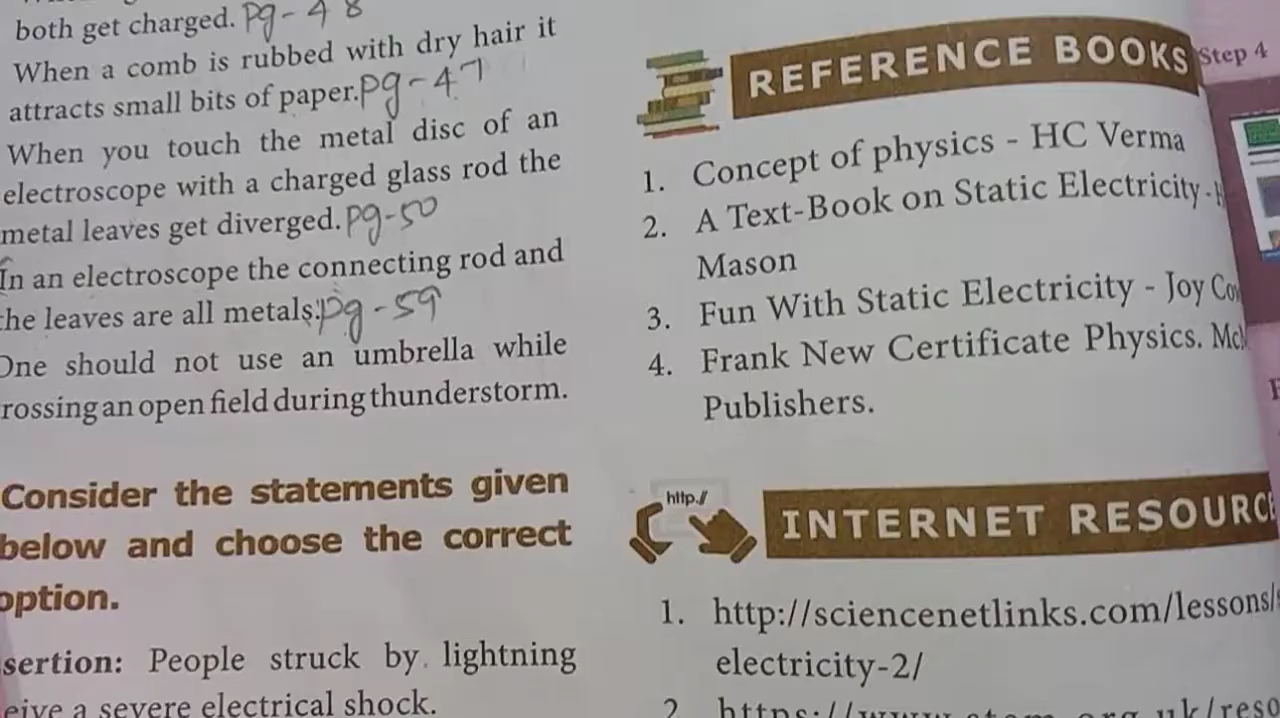 both get charged. pg-48
When a comb is rubbed with dry hair it
attracts small bits of paper. pg-47
When you touch the metal disc of an
electroscope with a charged glass rod the
metal leaves get diverged. pg-50
In an electroscope the connecting rod and
the leaves are all metals. pg-59
One should not use an umbrella while
rossing an open field during thunderstorm.
Consider the statements given
below and choose the correct
option.
sertion: People struck by lightning
eive a severe electrical shock.
REFERENCE BOOKS
1. Concept of physics - HC Verma
2. A Text-Book on Static Electricity -
Mason
3. Fun With Static Electricity - Joy
4. Frank New Certificate Physics.
Publishers.
http://
INTERNET RESOURC
1. http://sciencenetlinks.com/lessons/
electricity-2/
2.
Step 4